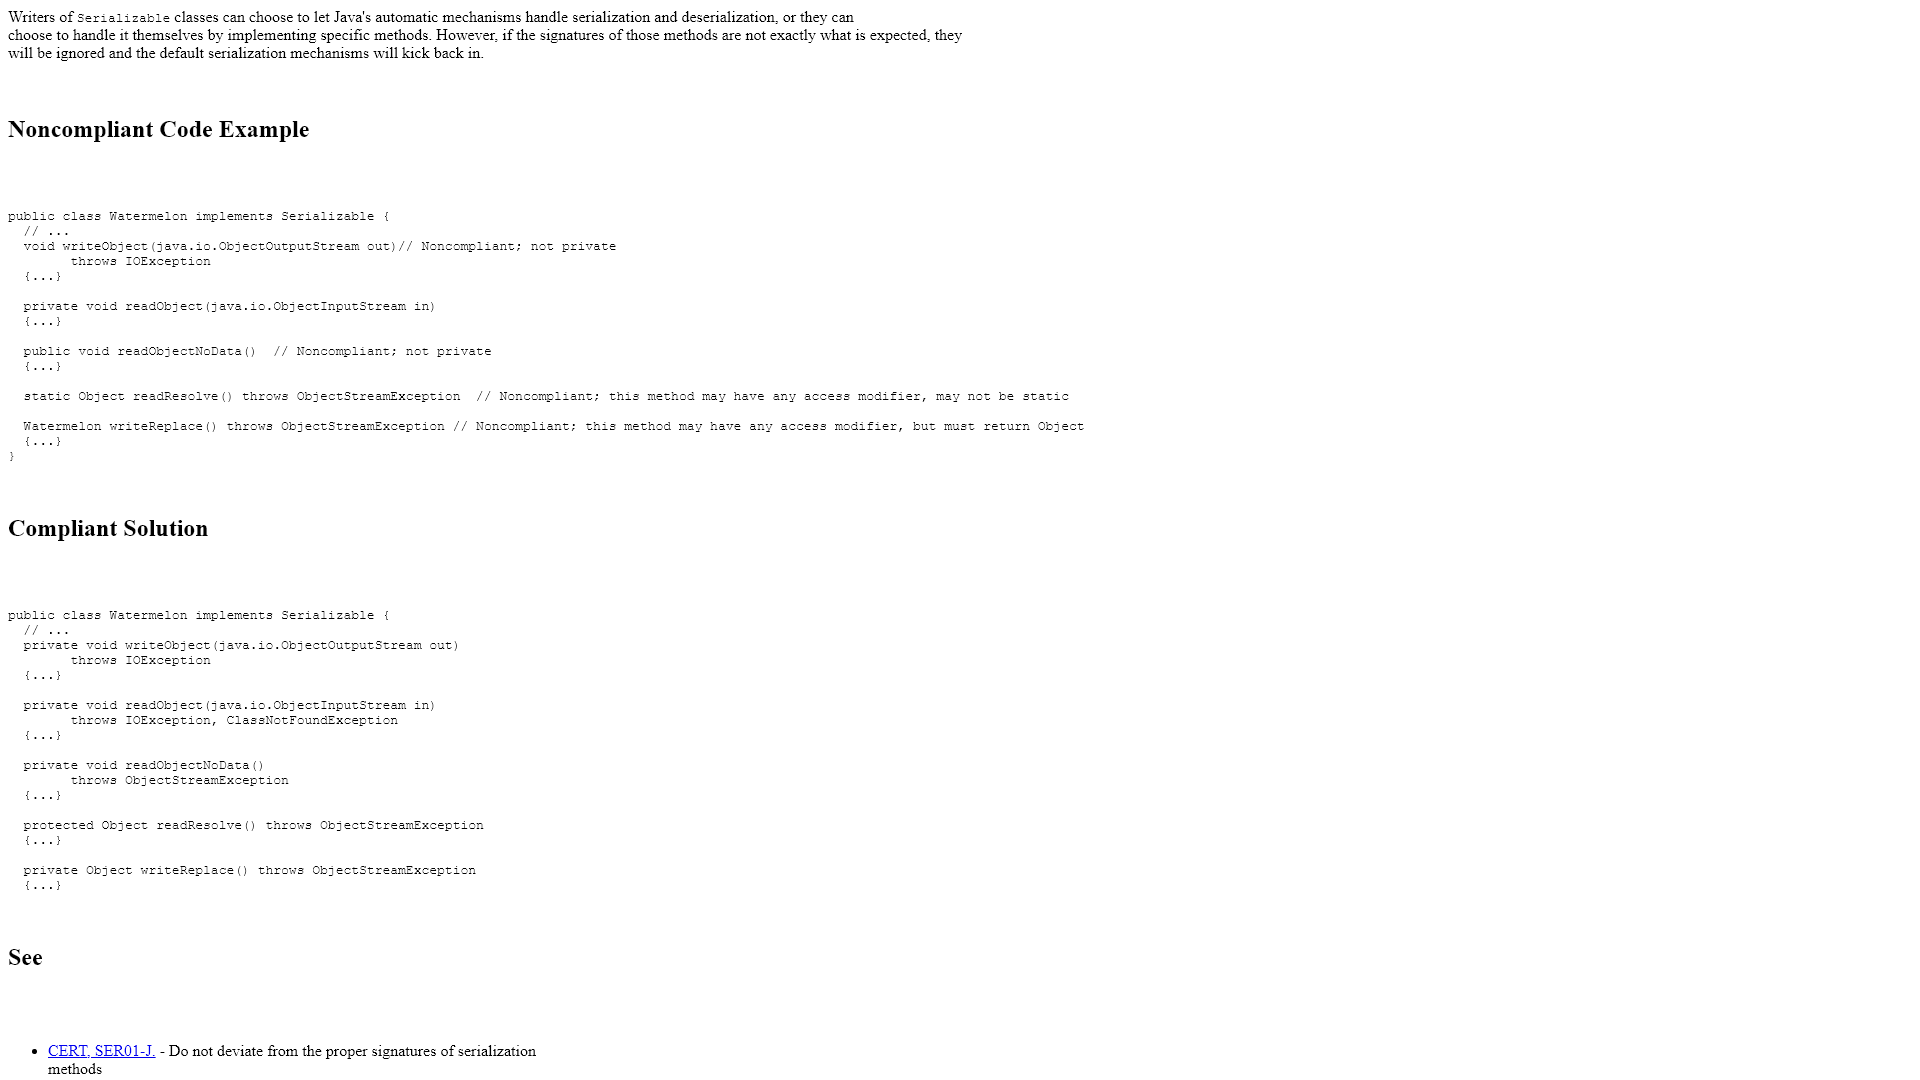 Writers of Serializable classes can choose to let Java's automatic mechanisms handle serialization and deserialization, or they can
choose to handle it themselves by implementing specific methods. However, if the signatures of those methods are not exactly what is expected, they
will be ignored and the default serialization mechanisms will kick back in.
Noncompliant Code Example
public class Watermelon implements Serializable {
  // ...
  void writeObject(java.io.ObjectOutputStream out)// Noncompliant; not private
        throws IOException
  {...}
  private void readObject(java.io.ObjectInputStream in)
  {...}
  public void readObjectNoData()  // Noncompliant; not private
  {...}
  static Object readResolve() throws ObjectStreamException  // Noncompliant; this method may have any access modifier, may not be static
  Watermelon writeReplace() throws ObjectStreamException // Noncompliant; this method may have any access modifier, but must return Object
  {...}
}
Compliant Solution
public class Watermelon implements Serializable {
  // ...
  private void writeObject(java.io.ObjectOutputStream out)
        throws IOException
  {...}
  private void readObject(java.io.ObjectInputStream in)
        throws IOException, ClassNotFoundException
  {...}
  private void readObjectNoData()
        throws ObjectStreamException
  {...}
  protected Object readResolve() throws ObjectStreamException
  {...}
  private Object writeReplace() throws ObjectStreamException
  {...}
See
• CERT, SER01-J. - Do not deviate from the proper signatures of serialization
methods